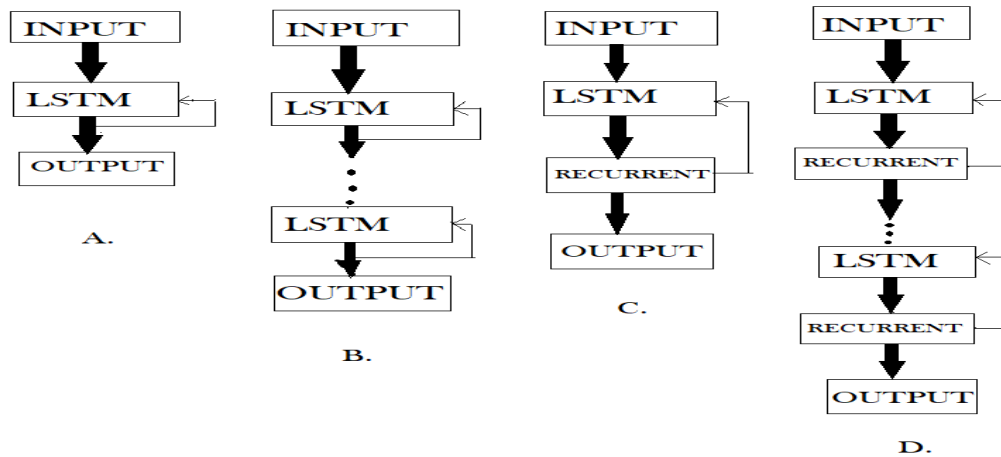 INPUT
LSTM
OUTPUT
A.
INPUT
LSTM
LSTM
OUTPUT
B.
INPUT
LSTM
RECURRENT
OUTPUT
C.
INPUT
LSTM
RECURRENT
LSTM
RECURRENT
OUTPUT
D.